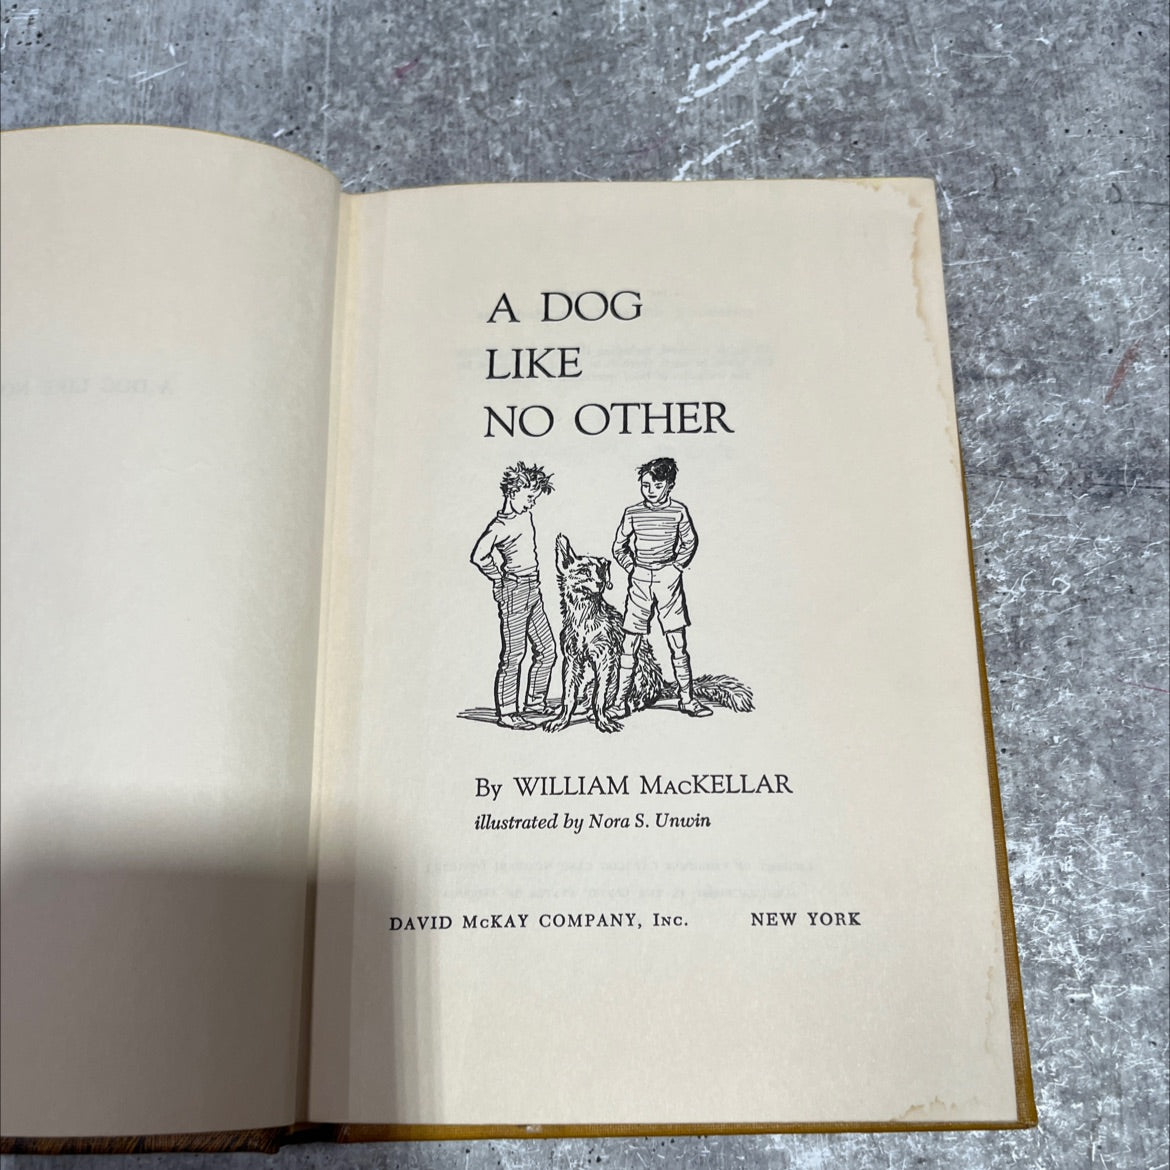 A DOG
LIKE
NO OTHER
By WILLIAM MacKELLAR
illustrated by Nora S. Unwin
DAVID McKAY COMPANY, Inc. NEW YORK